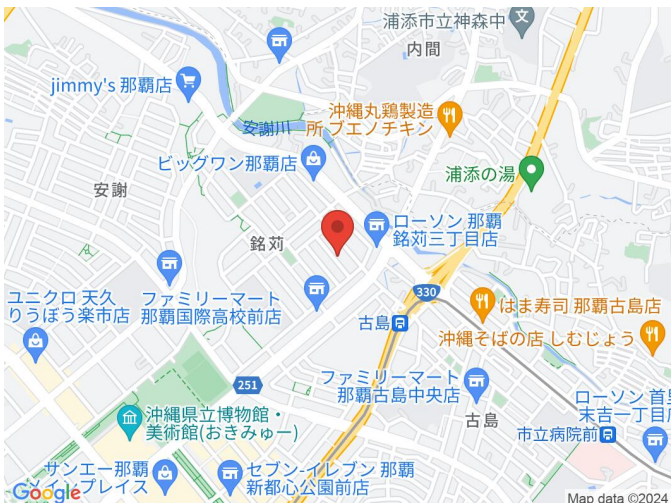 浦添市立神森中
内間
jimmy's 那覇店
沖縄丸鶏製造
所 ブエノチキン
安謝川
ビッグワン那覇店
浦添の湯
安謝
ローソン 那覇
銘苅三丁目店
銘苅
ユニクロ 天久
りうぼう楽市店
ファミリーマート
那覇国際高校前店
330
はま寿司 那覇古島店
古島
沖縄そばの店 しむじょう
251
ファミリーマート
那覇古島中央店
ローソン 首里
末吉一丁目店
沖縄県立博物館・
美術館(おきみゅー)
古島
市立病院前
サンエー那覇
メインプレイス
セブン-イレブン 那覇
新都心公園前店
Google
Map data ©2024